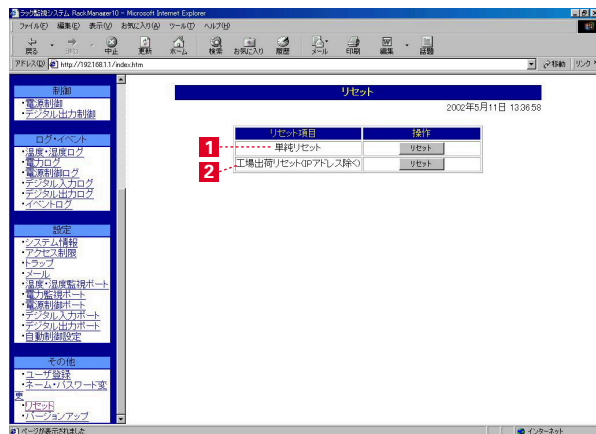 ラック監視システム RackManager10 - Microsoft Internet Explorer
ファイル(F) 編集(E) 表示(V) お気に入り(A) ツール(T) ヘルプ(H)
戻る 進む 中止 更新 ホーム 検索 お気に入り 履歴 メール 印刷 編集 話題
アドレス(D) http://192.168.1.1/index.htm 移動 リンク
制御
・電源制御
・デジタル出力制御
ログ・イベント
・温度・湿度ログ
・電力ログ
・電源制御ログ
・デジタル入力ログ
・デジタル出力ログ
・イベントログ
設定
・システム情報
・アクセス制限
・トラップ
・メール
・温度・湿度監視ポート
・電力監視ポート
・電源制御ポート
・デジタル入力ポート
・デジタル出力ポート
・自動制御設定
その他
・ユーザ登録
・ネーム・パスワード変
更
・リセット
・バージョンアップ
リセット
2002年5月11日 13:36:58
リセット項目 操作
1 単純リセット リセット
2 工場出荷リセット(IPアドレス除く) リセット
ページが表示されました インターネット